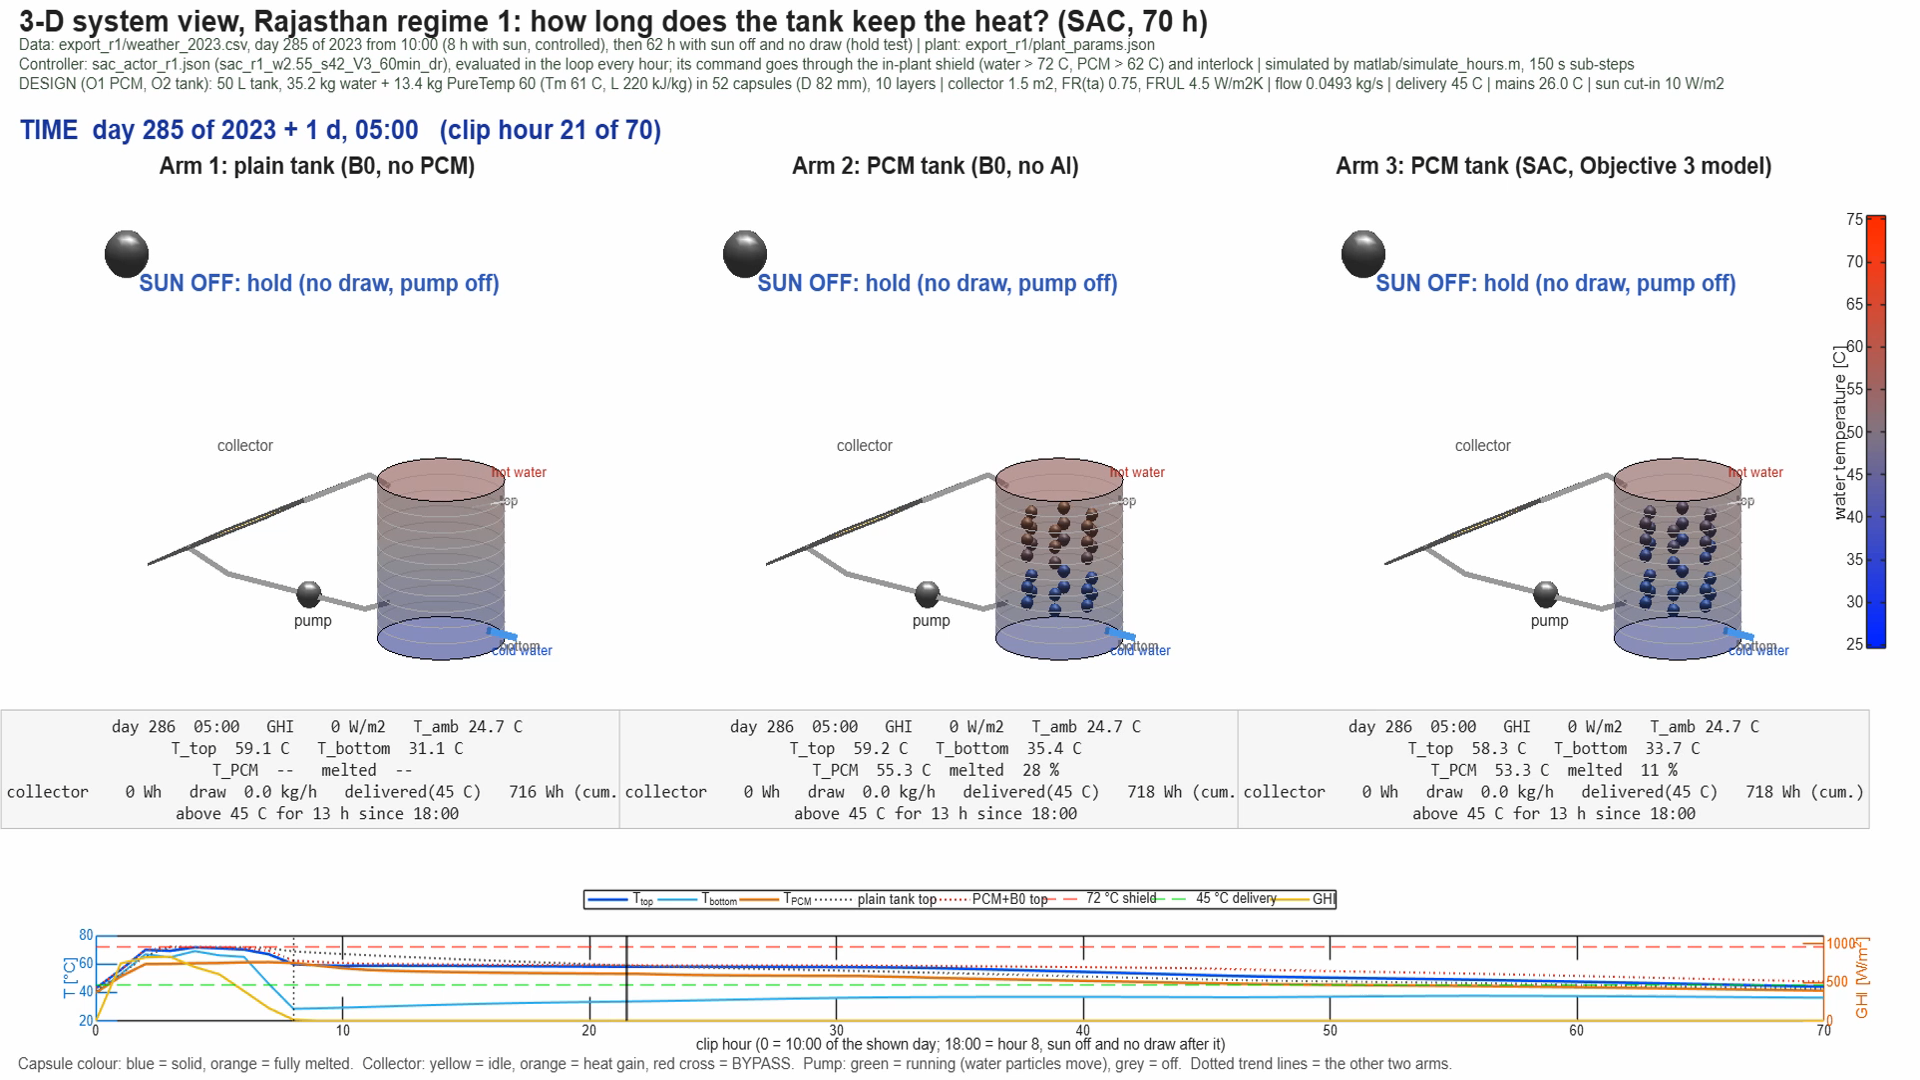 3-D system view, Rajasthan regime 1: how long does the tank keep the heat? (SAC, 70 h)
Data: export_r1/weather_2023.csv, day 285 of 2023 from 10:00 (8 h with sun, controlled), then 62 h with sun off and no draw (hold test) | plant: export_r1/plant_params.json
Controller: sac_actor_r1.json (sac_r1_w2.55_s42_V3_60min_dr), evaluated in the loop every hour; its command goes through the in-plant shield (water > 72 C, PCM > 62 C) and interlock | simulated by matlab/simulate_hours.m, 150 s sub-steps
DESIGN (O1 PCM, O2 tank): 50 L tank, 35.2 kg water + 13.4 kg PureTemp 60 (Tm 61 C, L 220 kJ/kg) in 52 capsules (D 82 mm), 10 layers | collector 1.5 m2, FR(ta) 0.75, FRUL 4.5 W/m2K | flow 0.0493 kg/s | delivery 45 C | mains 26.0 C | sun cut-in 10 W/m2
TIME day 285 of 2023 + 1 d, 05:00 (clip hour 21 of 70)
Arm 1: plain tank (B0, no PCM)
SUN OFF: hold (no draw, pump off)
collector
hot water
top
pump
bottom
cold water
Arm 2: PCM tank (B0, no AI)
SUN OFF: hold (no draw, pump off)
collector
hot water
top
pump
bottom
cold water
Arm 3: PCM tank (SAC, Objective 3 model)
SUN OFF: hold (no draw, pump off)
collector
hot water
top
pump
bottom
cold water
75
70
65
60
55
50
45
40
35
30
25
water temperature [C]
day 286 05:00 GHI 0 W/m2 T_amb 24.7 C
T_top 59.1 C T_bottom 31.1 C
T_PCM -- melted --
collector 0 Wh draw 0.0 kg/h delivered(45 C) 716 Wh (cum.
above 45 C for 13 h since 18:00
day 286 05:00 GHI 0 W/m2 T_amb 24.7 C
T_top 59.2 C T_bottom 35.4 C
T_PCM 55.3 C melted 28 %
collector 0 Wh draw 0.0 kg/h delivered(45 C) 718 Wh (cum.
above 45 C for 13 h since 18:00
day 286 05:00 GHI 0 W/m2 T_amb 24.7 C
T_top 58.3 C T_bottom 33.7 C
T_PCM 53.3 C melted 11 %
collector 0 Wh draw 0.0 kg/h delivered(45 C) 718 Wh (cum.)
above 45 C for 13 h since 18:00
T top T bottom T PCM plain tank top PCM+B0 top 72 °C shield 45 °C delivery GHI
80
60
40
20
T [°C]
1000
500
0
GHI [W/m²]
0 10 20 30 40 50 60 70
clip hour (0 = 10:00 of the shown day; 18:00 = hour 8, sun off and no draw after it)
Capsule colour: blue = solid, orange = fully melted. Collector: yellow = idle, orange = heat gain, red cross = BYPASS. Pump: green = running (water particles move), grey = off. Dotted trend lines = the other two arms.